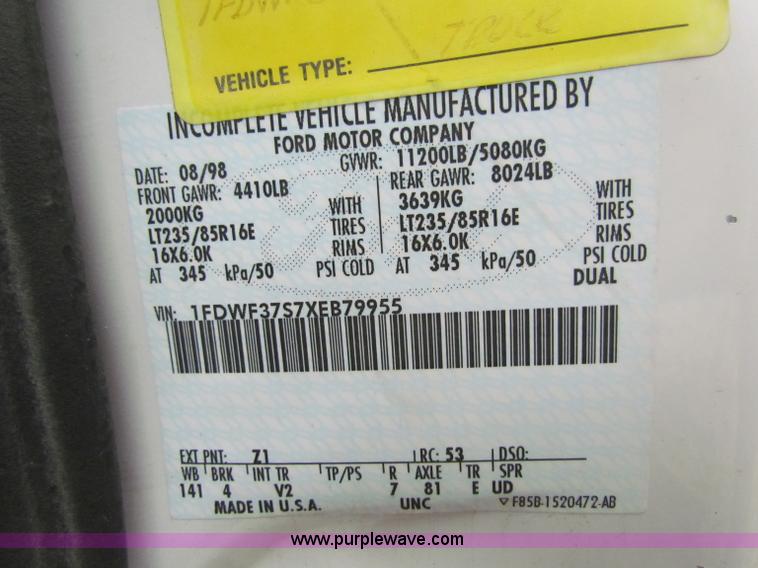 TRUCK
VEHICLE TYPE:
INCOMPLETE VEHICLE MANUFACTURED BY
FORD MOTOR COMPANY
DATE: 08/98 GVWR: 11200LB/5080KG
FRONT GAWR: 4410LB REAR GAWR: 8024LB
2000KG WITH 3639KG WITH
LT235/85R16E TIRES LT235/85R16E TIRES
16X6.0K RIMS 16X6.0K RIMS
AT 345 kPa/50 PSI COLD AT 345 kPa/50 PSI COLD
DUAL
VIN: 1FDWF37S7XEB79955
EXT PNT: Z1 RC: 53 DSO:
WB BRK INT TR TP/PS R AXLE TR SPR
141 4 V2 7 81 E UD
MADE IN U.S.A. UNC F85B-1520472-AB
www.purplewave.com